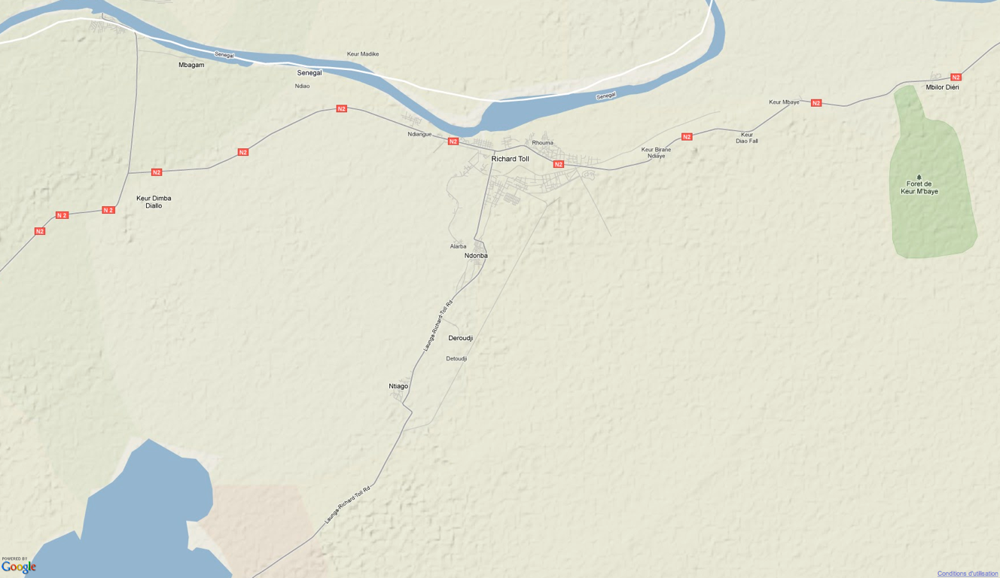 Senegal
Keur Madike
Mbagam
Senegal
Ndiao
N2
Mbilor Diéri
Senegal
Keur Mbaye
N2
N2
Ndiangue
N2
Rhouma
N2
Keur
Diao Fall
Keur Birane
Ndiaye
N2
Richard Toll
N2
N2
Foret de
Keur M'baye
Keur Dimba
Diallo
N 2
N 2
N2
Alarba
Ndonba
Launga-Richard-Toll Rd
Deroudji
Detoudji
Ntiago
Launga-Richard-Toll Rd
POWERED BY
Google
Conditions d'utilisation